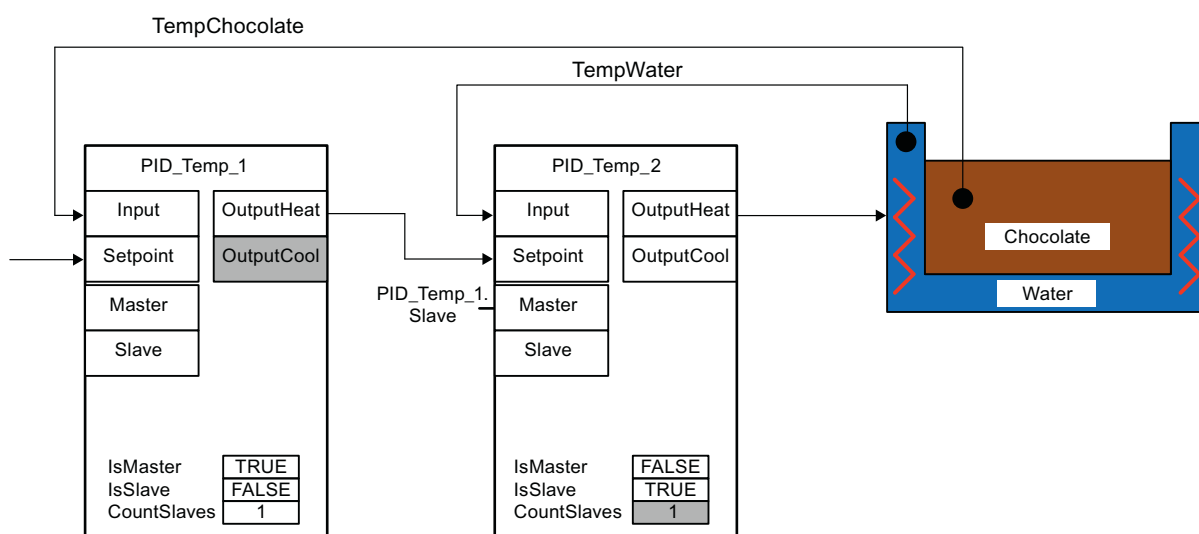 TempChocolate
TempWater
PID_Temp_1
Input
OutputHeat
Setpoint
OutputCool
Master
Slave
IsMaster TRUE
IsSlave FALSE
CountSlaves 1
PID_Temp_2
Input
OutputHeat
Setpoint
OutputCool
PID_Temp_1.
Slave
Master
Slave
IsMaster FALSE
IsSlave TRUE
CountSlaves 1
Chocolate
Water